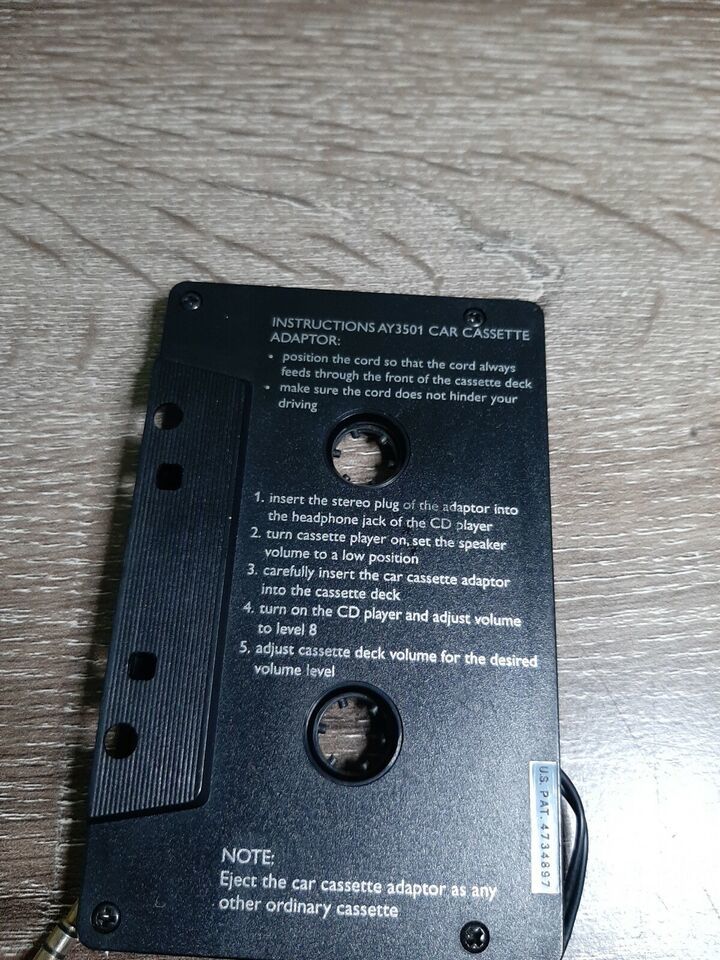 INSTRUCTIONS AY3501 CAR CASSETTE
ADAPTOR:
• position the cord so that the cord always
feeds through the front of the cassette deck
• make sure the cord does not hinder your
driving
1. insert the stereo plug of the adaptor into
the headphone jack of the CD player
2. turn cassette player on, set the speaker
volume to a low position
3. carefully insert the car cassette adaptor
into the cassette deck
4. turn on the CD player and adjust volume
to level 8
5. adjust cassette deck volume for the desired
volume level
U.S. PAT. 4734897
NOTE:
Eject the car cassette adaptor as any
other ordinary cassette